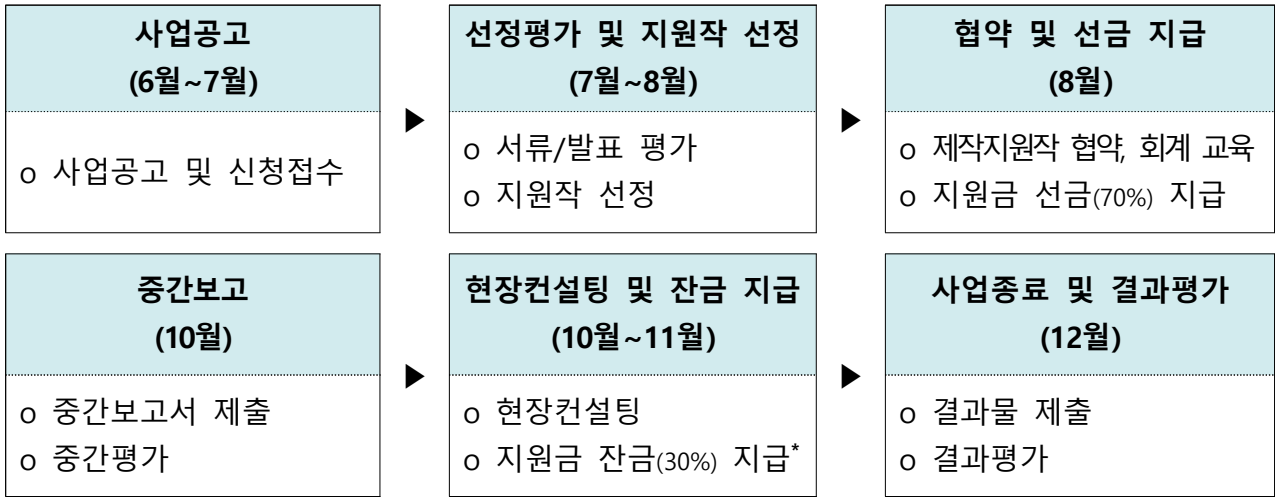 사업공고
(6월~7월)
o 사업공고 및 신청접수
▶
선정평가 및 지원작 선정
(7월~8월)
o 서류/발표 평가
o 지원작 선정
▶
협약 및 선금 지급
(8월)
o 제작지원작 협약, 회계 교육
o 지원금 선금(70%) 지급
중간보고
(10월)
o 중간보고서 제출
o 중간평가
▶
현장컨설팅 및 잔금 지급
(10월~11월)
o 현장컨설팅
o 지원금 잔금(30%) 지급*
▶
사업종료 및 결과평가
(12월)
o 결과물 제출
o 결과평가